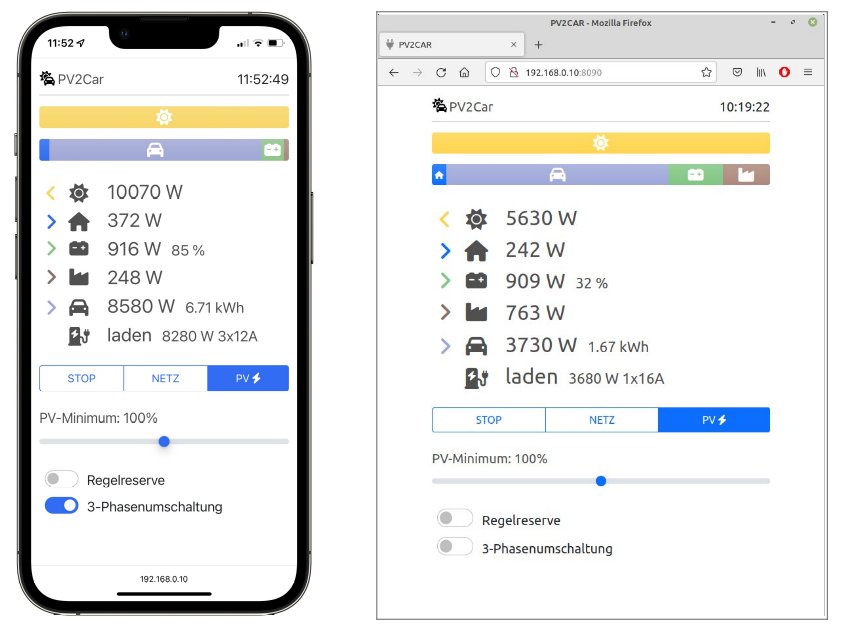 11:52
PV2Car
11:52:49
10070 W
372 W
916 W 85 %
248 W
8580 W 6.71 kWh
laden 8280 W 3x12A
STOP
NETZ
PV
PV-Minimum: 100%
Regelreserve
3-Phasenumschaltung
192.168.0.10
PV2CAR - Mozilla Firefox
PV2CAR
192.168.0.10:8090
PV2Car
10:19:22
5630 W
242 W
909 W 32 %
763 W
3730 W 1.67 kWh
laden 3680 W 1x16A
STOP
NETZ
PV
PV-Minimum: 100%
Regelreserve
3-Phasenumschaltung